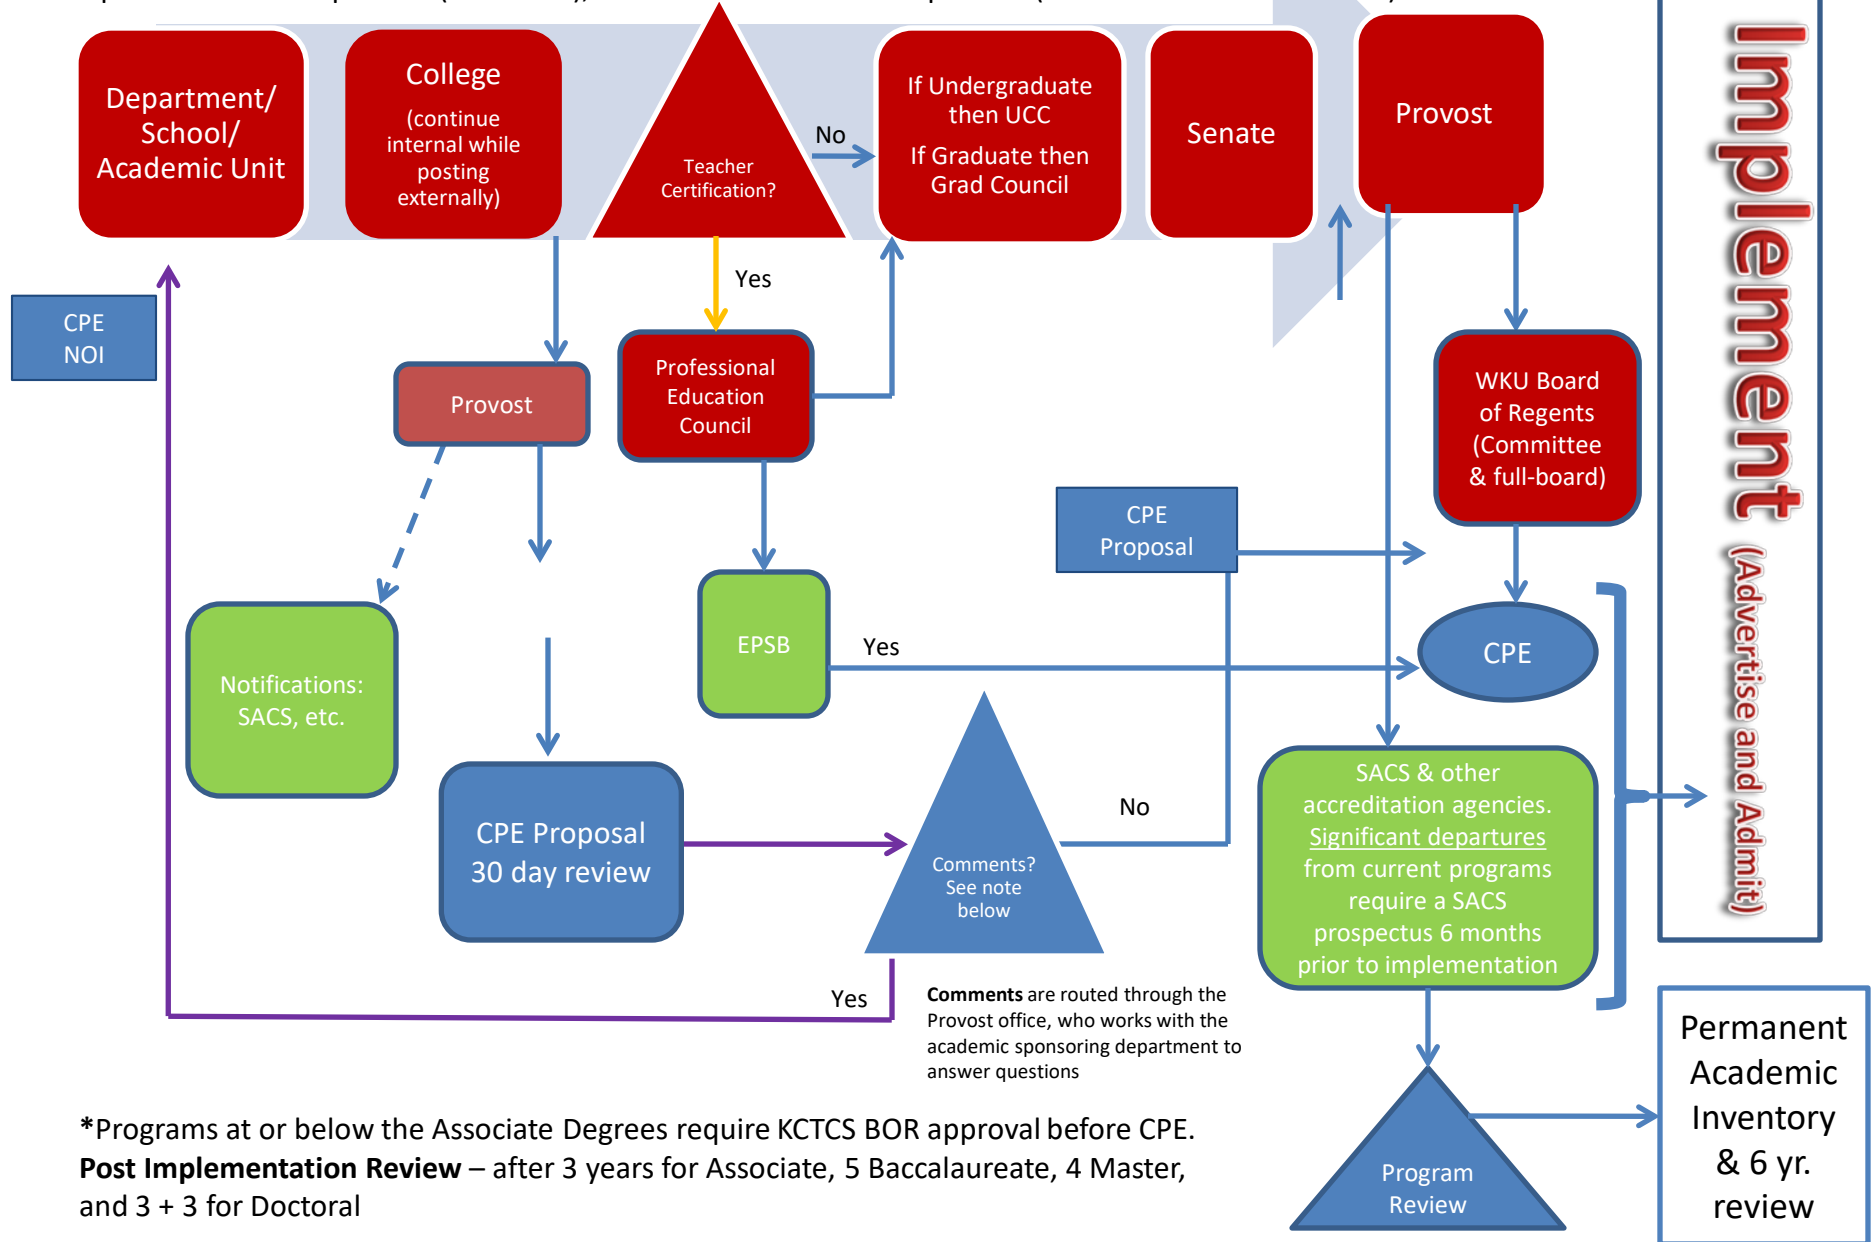 Department/
School/
Academic Unit
College
(continue
internal while
posting
externally)
Teacher
Certification?
No
If Undergraduate
then UCC
If Graduate then
Grad Council
Senate
Provost
Implement (Advertise and Admit)
Yes
CPE
NOI
Provost
Professional
Education
Council
WKU Board
of Regents
(Committee
& full-board)
CPE
Proposal
EPSB
Yes
CPE
Notifications:
SACS, etc.
CPE Proposal
30 day review
Comments?
See note
below
No
SACS & other
accreditation agencies.
Significant departures
from current programs
require a SACS
prospectus 6 months
prior to implementation
Yes
Comments are routed through the
Provost office, who works with the
academic sponsoring department to
answer questions
Permanent
Academic
Inventory
& 6 yr.
review
Program
Review
*Programs at or below the Associate Degrees require KCTCS BOR approval before CPE.
Post Implementation Review – after 3 years for Associate, 5 Baccalaureate, 4 Master,
and 3 + 3 for Doctoral